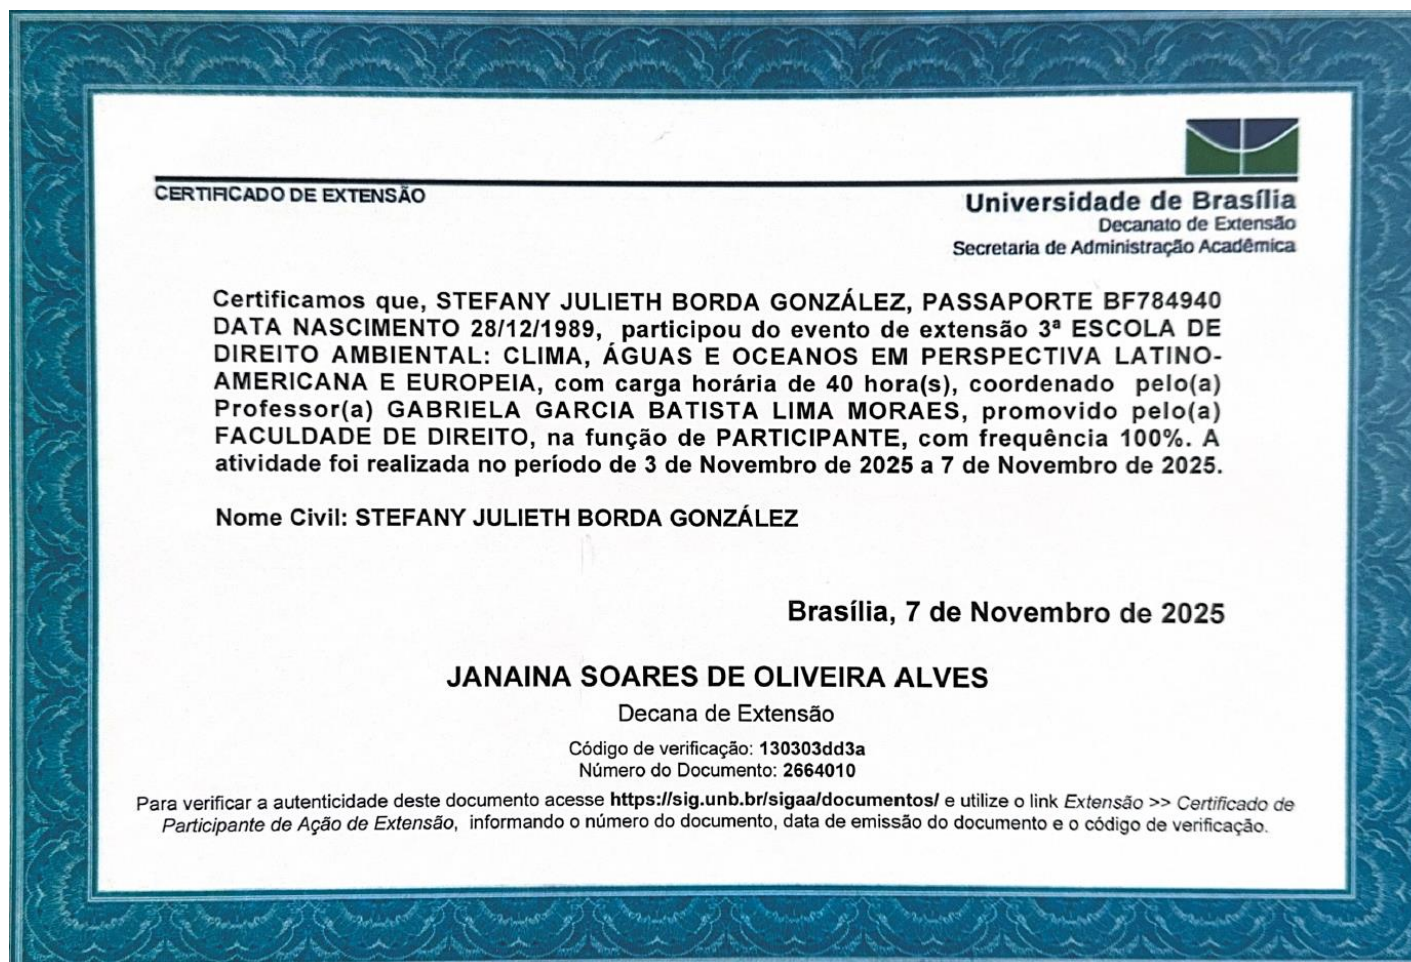 CERTIFICADO DE EXTENSÃO
Universidade de Brasília
Decanato de Extensão
Secretaria de Administração Acadêmica
Certificamos que, STEFANY JULIETH BORDA GONZÁLEZ, PASSAPORTE BF784940
DATA NASCIMENTO 28/12/1989, participou do evento de extensão 3ª ESCOLA DE
DIREITO AMBIENTAL: CLIMA, ÁGUAS E OCEANOS EM PERSPECTIVA LATINO-
AMERICANA E EUROPEIA, com carga horária de 40 hora(s), coordenado pelo(a)
Professor(a) GABRIELA GARCIA BATISTA LIMA MORAES, promovido pelo(a)
FACULDADE DE DIREITO, na função de PARTICIPANTE, com frequência 100%. A
atividade foi realizada no período de 3 de Novembro de 2025 a 7 de Novembro de 2025.
Nome Civil: STEFANY JULIETH BORDA GONZÁLEZ
Brasília, 7 de Novembro de 2025
JANAINA SOARES DE OLIVEIRA ALVES
Decana de Extensão
Código de verificação: 130303dd3a
Número do Documento: 2664010
Para verificar a autenticidade deste documento acesse https://sig.unb.br/sigaa/documentos/ e utilize o link Extensão >> Certificado de
Participante de Ação de Extensão, informando o número do documento, data de emissão do documento e o código de verificação.